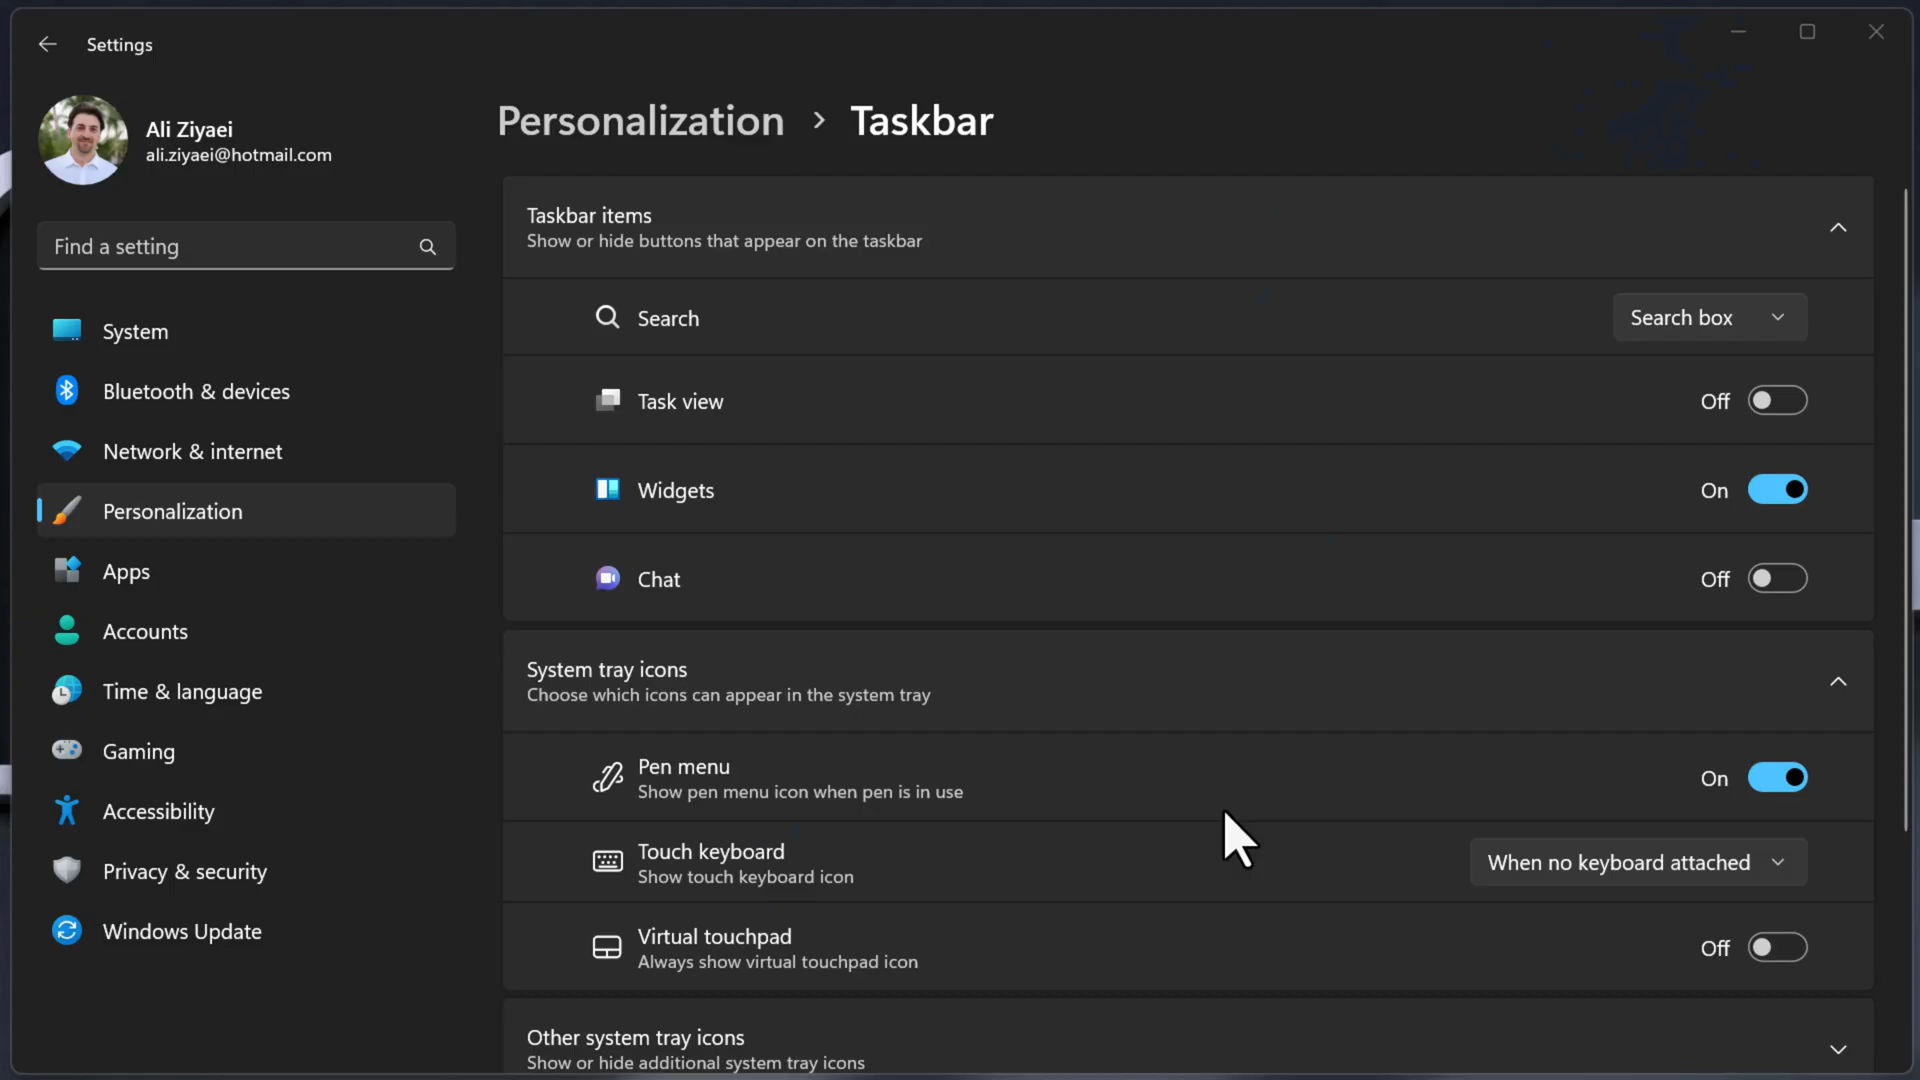 Settings
Ali Ziyaei
ali.ziyaei@hotmail.com
Find a setting
System
Bluetooth & devices
Network & internet
Personalization
Apps
Accounts
Time & language
Gaming
Accessibility
Privacy & security
Windows Update
Personalization > Taskbar
Taskbar items
Show or hide buttons that appear on the taskbar
Search
Search box
Task view
Off
Widgets
On
Chat
Off
System tray icons
Choose which icons can appear in the system tray
Pen menu
Show pen menu icon when pen is in use
On
Touch keyboard
Show touch keyboard icon
When no keyboard attached
Virtual touchpad
Always show virtual touchpad icon
Off
Other system tray icons
Show or hide additional system tray icons